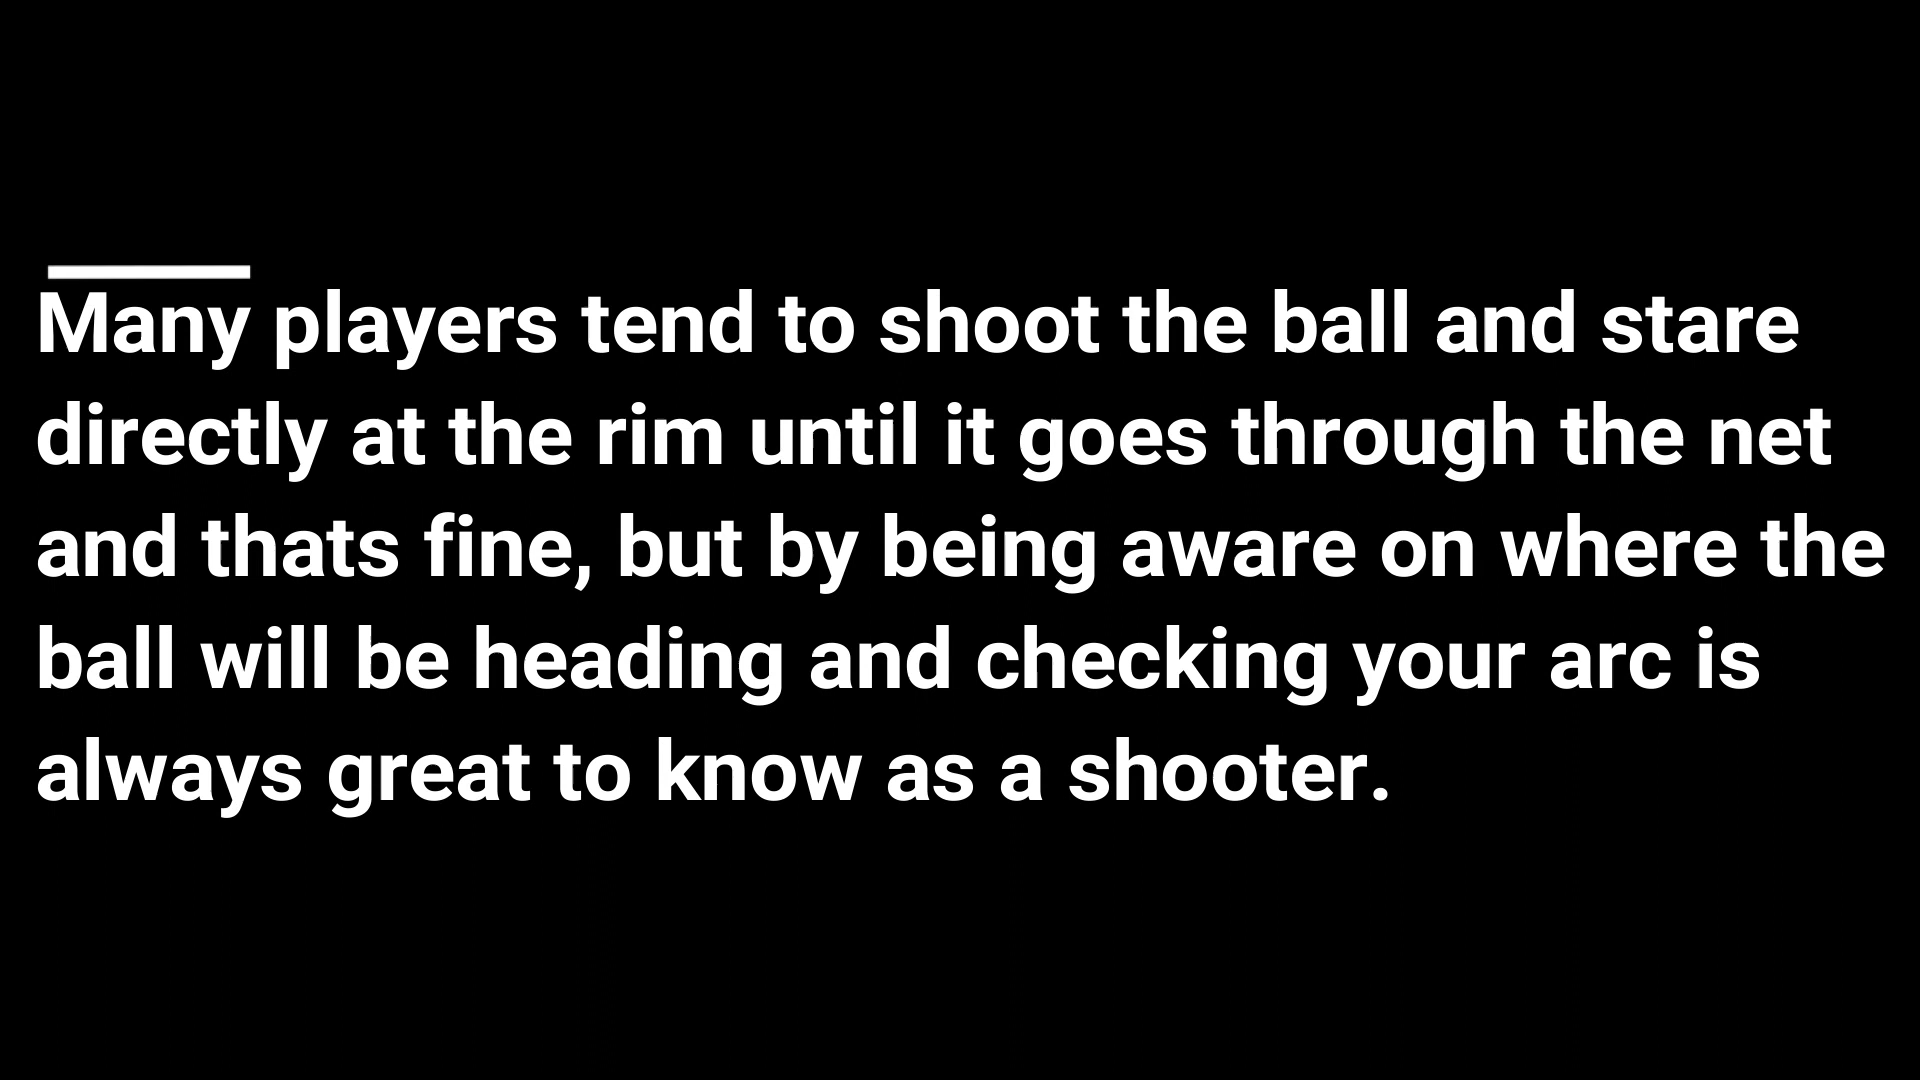 Many players tend to shoot the ball and stare
directly at the rim until it goes through the net
and thats fine, but by being aware on where the
ball will be heading and checking your arc is
always great to know as a shooter.